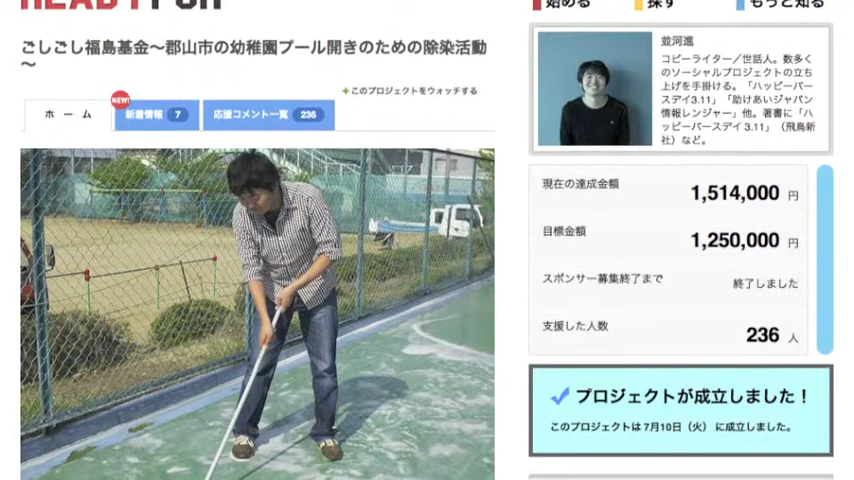 READYFOR
始める
探す
もっと知る
ごしごし福島基金〜郡山市の幼稚園プール開きのための除染活動
〜
+このプロジェクトをウォッチする
ホーム
NEW!
新着情報 7
応援コメント一覧 236
並河進
コピーライター／世話人。数多く
のソーシャルプロジェクトの立ち
上げを手掛ける。「ハッピーバー
スデイ3.11」「助けあいジャパン
情報レンジャー」他。著書に「ハ
ッピーバースデイ 3.11」（飛鳥新
社）など。
現在の達成金額
1,514,000 円
目標金額
1,250,000 円
スポンサー募集終了まで
終了しました
支援した人数
236 人
プロジェクトが成立しました！
このプロジェクトは 7月10日（火） に成立しました。